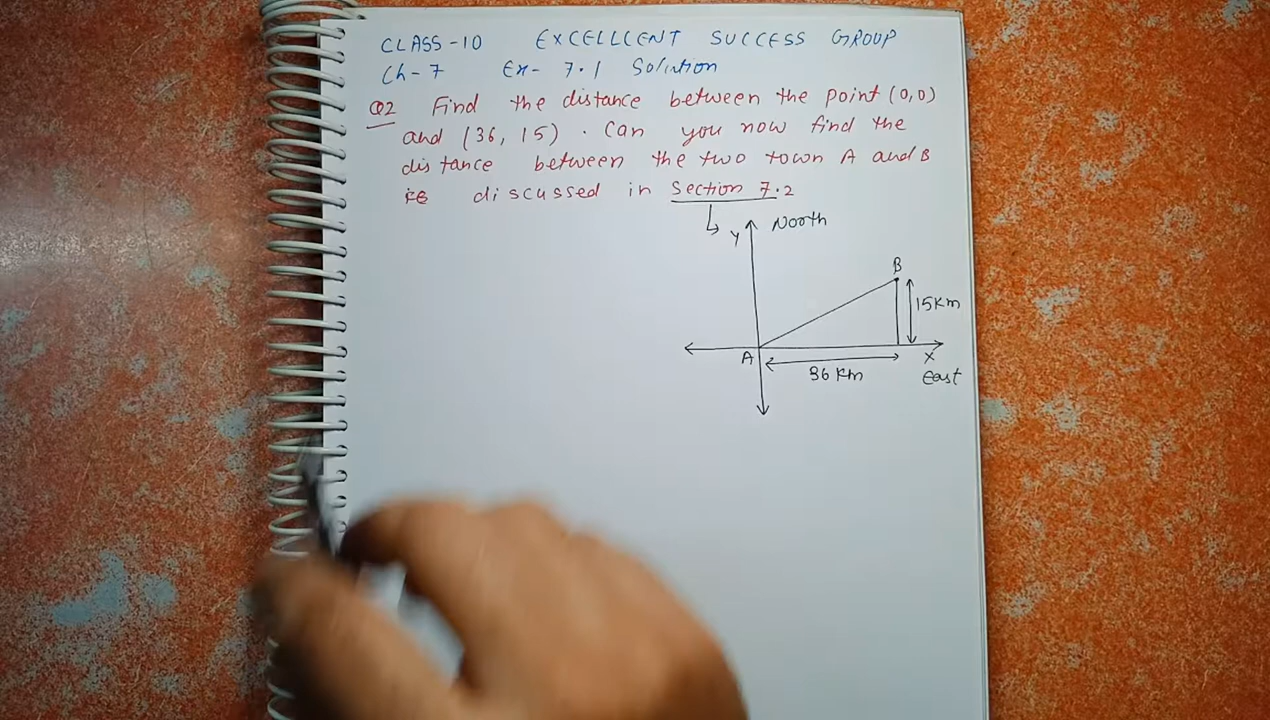 CLASS-10 EXCELLCENT SUCCESS GROUP
Ch-7 Ex- 7.1 Solution
Q2 Find the distance between the point (0,0)
and (36, 15). Can you now find the
distance between the two town A and B
discussed in Section 7.2
Y North
B
15Km
A
36 Km
X
East